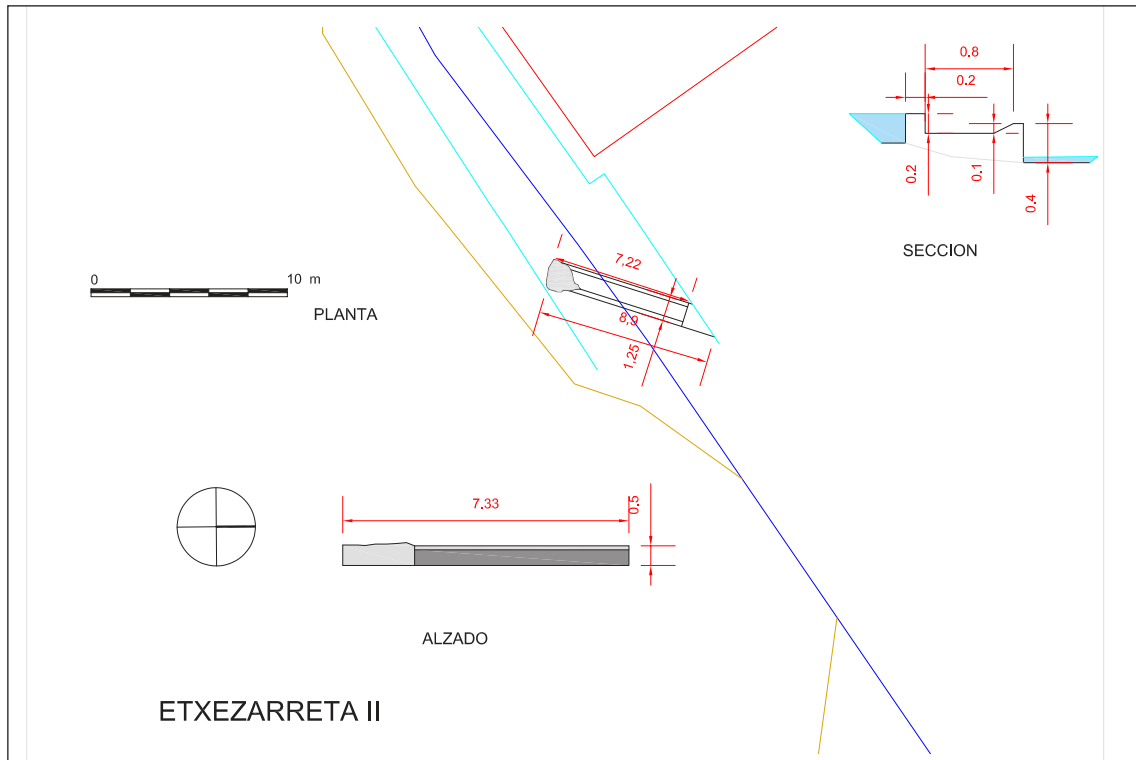 0.8
0.2
0.2
0.1
0.4
SECCION
7,22
8,9
1,25
0
10 m
PLANTA
7.33
0.5
ALZADO
ETXEZARRETA II